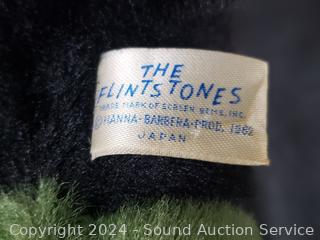 THE
FLINTSTONES
TRADE MARK OF SCREEN GEMS, INC.
© HANNA-BARBERA-PROD, 1962
JAPAN
Copyright 2024 - Sound Auction Service